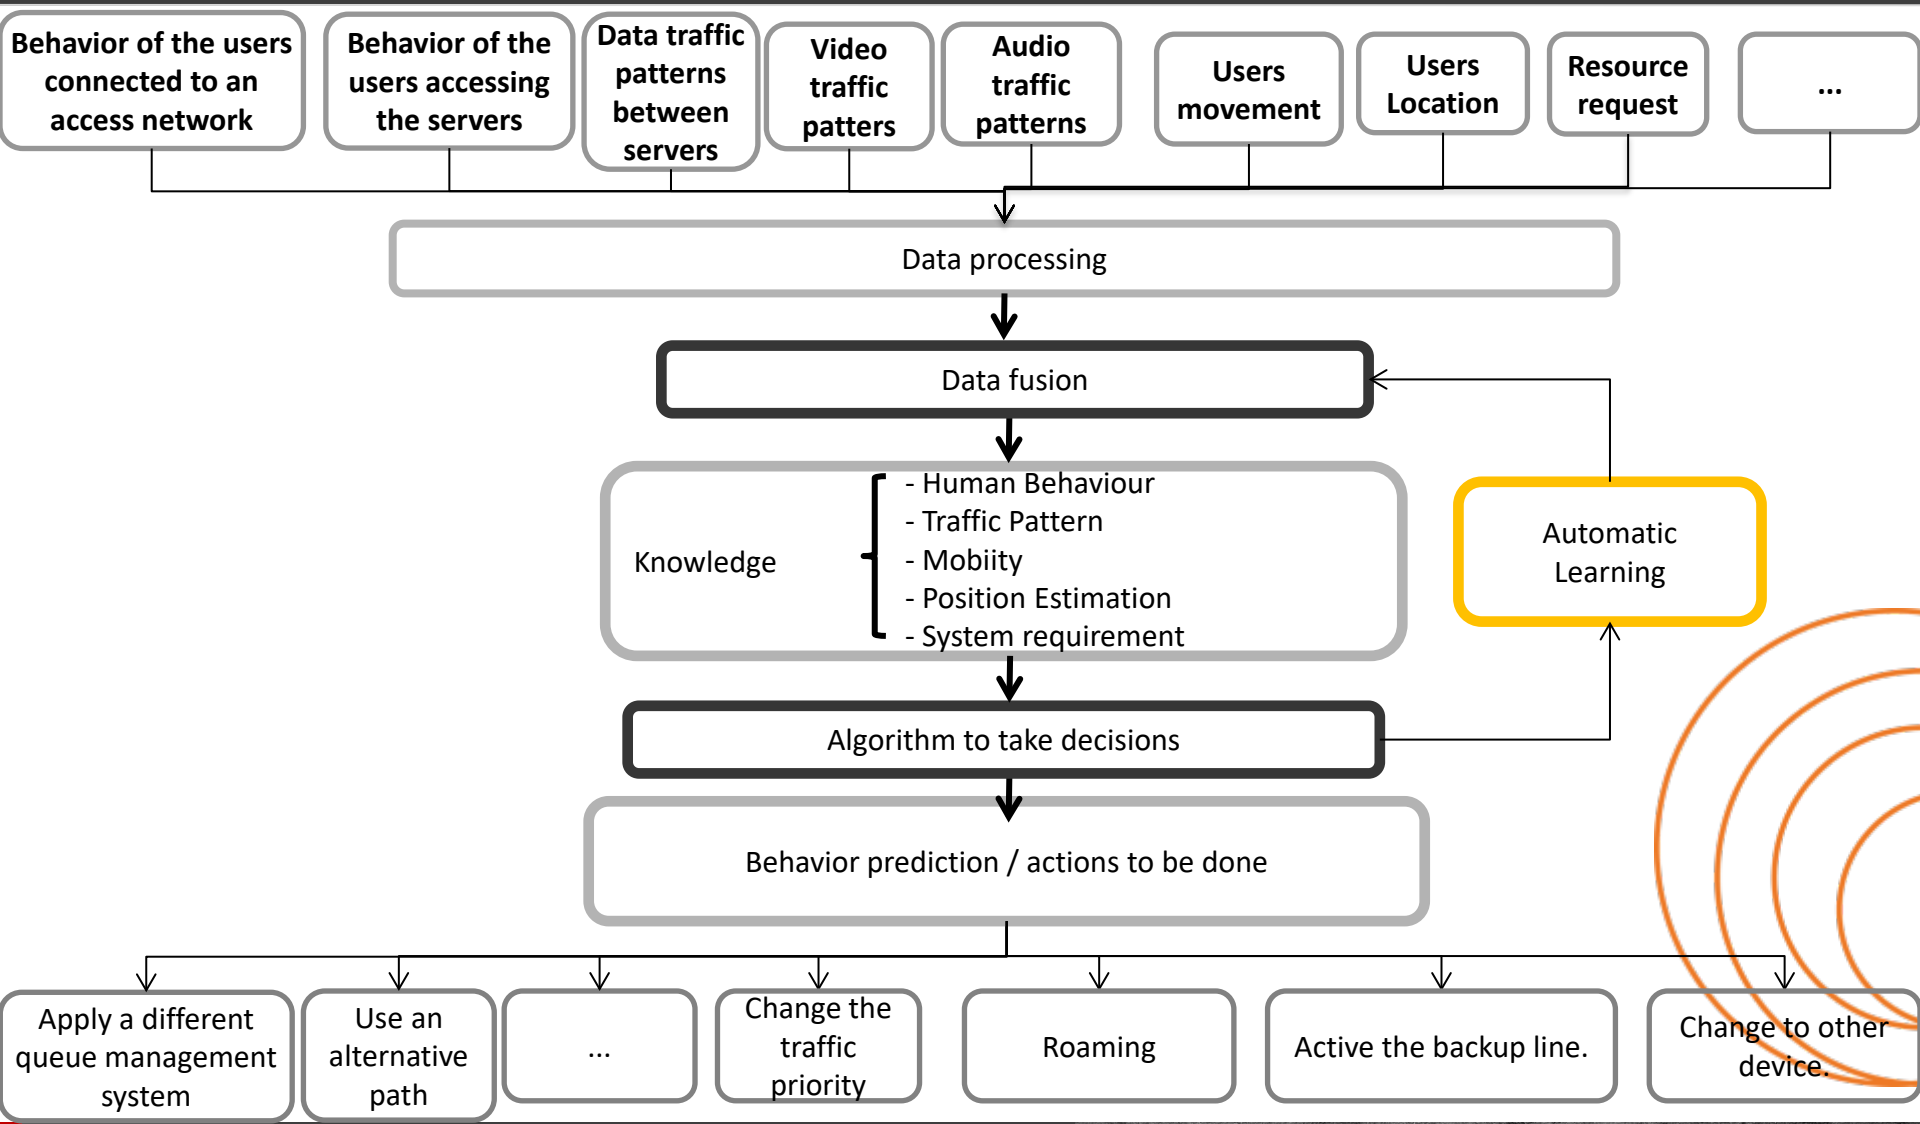 Behavior of the users
connected to an
access network
Behavior of the
users accessing
the servers
Data traffic
patterns
between
servers
Video
traffic
patters
Audio
traffic
patterns
Users
movement
Users
Location
Resource
request
...
Data processing
Data fusion
Knowledge
- Human Behaviour
- Traffic Pattern
- Mobiity
- Position Estimation
- System requirement
Automatic
Learning
Algorithm to take decisions
Behavior prediction / actions to be done
Apply a different
queue management
system
Use an
alternative
path
...
Change the
traffic
priority
Roaming
Active the backup line.
Change to other
device.